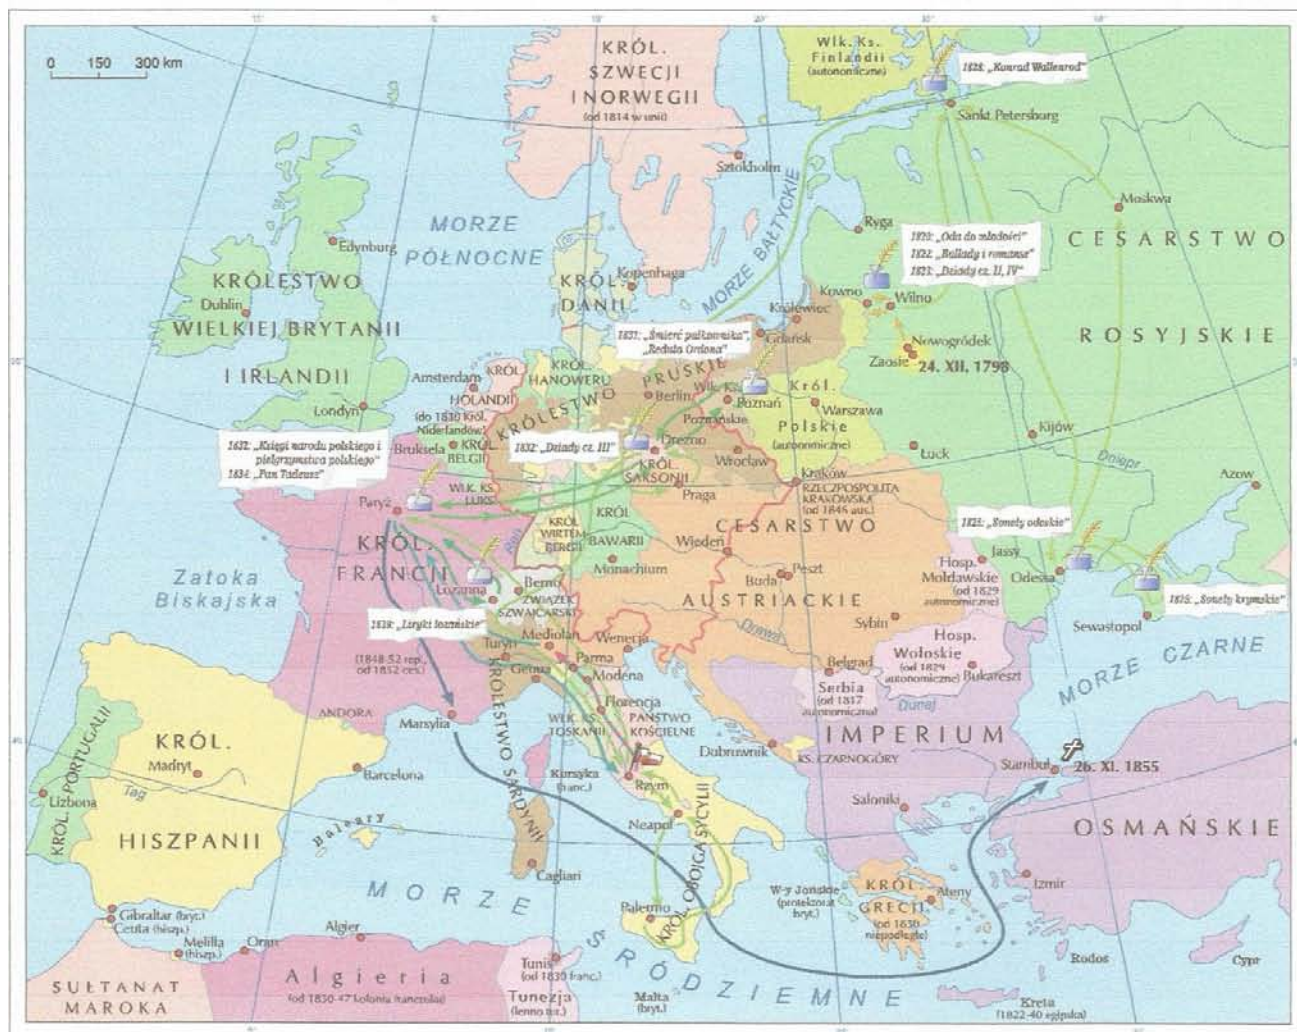 0 150 300 km
KRÓL.
SZWECJI
I NORWEGII
(od 1814 w unii)
Wlk. Ks.
Finlandii
(autonomiczne)
1828: „Konrad Wallenrod”
Sankt Petersburg
Sztokholm
MORZE BAŁTYCKIE
Moskwa
Ryga
MORZE
PÓŁNOCNE
Edynburg
1820: „Oda do młodości”
1822: „Ballady i romanse”
1823: „Dziady cz. II, IV”
CESARSTWO
ROSYJSKIE
KRÓLESTWO
Dublin
WIELKIEJ BRYTANII
I IRLANDII
Londyn
Kopenhaga
KRÓL.
DANII
Kowno
Wilno
Królewiec
Gdańsk
Nowogródek
Zaosie
24. XII. 1798
1831: „Śmierć pułkownika”,
„Reduta Ordona”
KRÓL.
HANOWERU
KRÓLESTWO PRUSKIE
Berlin
Wlk. Ks.
Poznańskie
Poznań
Król.
Polskie
(autonomiczne)
Warszawa
Amsterdam
KRÓL.
HOLANDII
(do 1830 Król.
Niderlandów)
Bruksela
KRÓL.
BELGII
1832: „Księgi narodu polskiego i
pielgrzymstwa polskiego”
1834: „Pan Tadeusz”
1832: „Dziady cz. III”
Drezno
Wrocław
KRÓL.
SAKSONII
Praga
Łuck
Kijów
Dniepr
Azow
Kraków
RZECZPOSPOLITA
KRAKOWSKA
(od 1846 aus.)
WLK. KS.
LUKS.
Paryż
KRÓL.
FRANCJI
(1848-52 rep.,
od 1852 ces.)
KRÓL.
WIRTEM-
BERGII
Ren
KRÓL.
BAWARII
Monachium
CESARSTWO
AUSTRIACKIE
Wiedeń
Buda
Peszt
Sybin
Drawa
1825: „Sonety odeskie”
Jassy
Hosp.
Mołdawskie
(od 1829
autonomiczne)
Odessa
1826: „Sonety krymskie”
Sewastopol
MORZE CZARNE
Zatoka
Biskajska
Lozanna
Berno
ZWIĄZEK
SZWAJCARSKI
1839: „Liryki lozańskie”
Turyn
Mediolan
Wenecja
Parma
Genua
Modena
Florencja
WLK. KS.
TOSKANII
PAŃSTWO
KOŚCIELNE
Hosp.
Wołoskie
(od 1829
autonomiczne)
Bukareszt
Belgrad
Serbia
(od 1817
autonomiczna)
Dunaj
ANDORA
Marsylia
KRÓLESTWO SARDYNII
Korsyka
(franc.)
Rzym
Dubrownik
KS. CZARNOGÓRY
IMPERIUM
OSMAŃSKIE
Stambuł
26. XI. 1855
KRÓL. PORTUGALII
Lizbona
KRÓL.
Madryt
Tag
HISZPANII
Barcelona
Baleary
Cagliari
Neapol
KRÓL. OBOJGA SYCYLII
Palermo
Saloniki
W-y Jońskie
(protektorat
bryt.)
KRÓL.
GRECJI
(od 1830
niepodległe)
Ateny
Izmir
Rodos
Cypr
Kreta
(1822-40 egipska)
MORZE
ŚRÓDZIEMNE
Gibraltar (bryt.)
Ceuta (hiszp.)
Melilla
(hiszp.)
Oran
Algier
Algieria
(od 1830-47 kolonia francuska)
Tunis
(od 1830 franc.)
Tunezja
(lenno tur.)
Malta
(bryt.)
SUŁTANAT
MAROKA